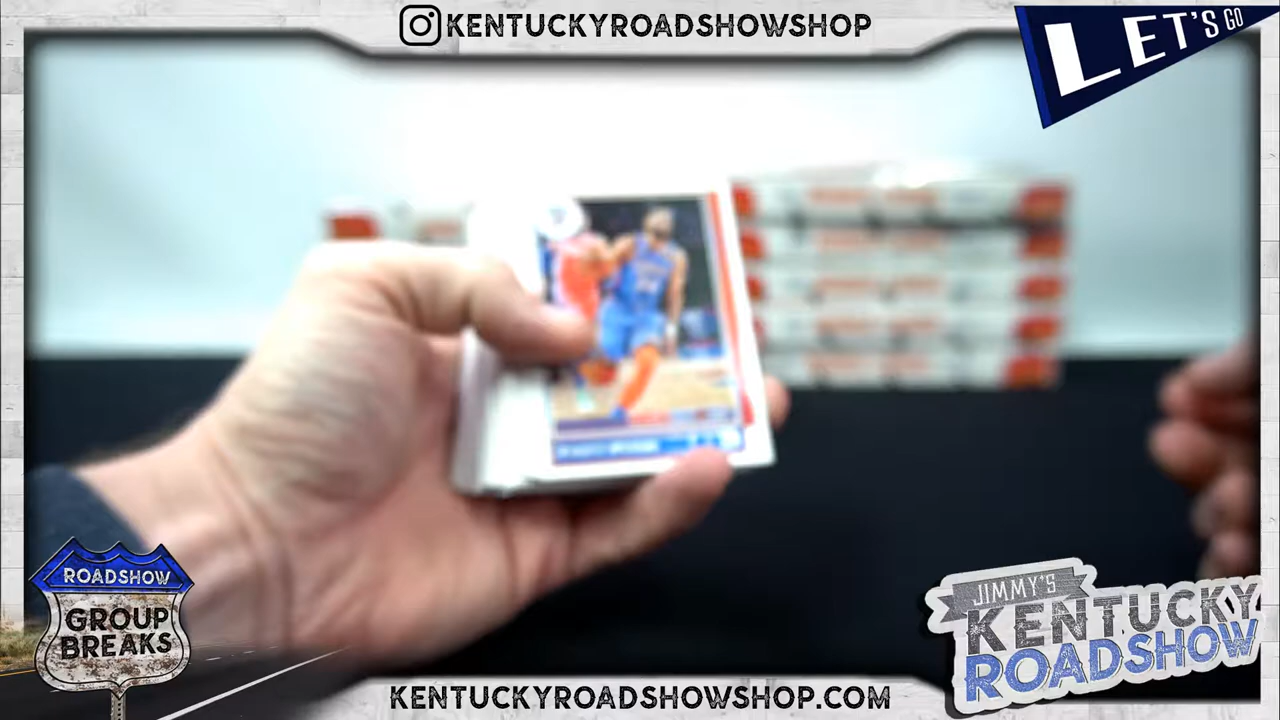 KENTUCKYROADSHOWSHOP
LET'S GO
ROADSHOW
GROUP
BREAKS
JIMMY'S
KENTUCKY
ROADSHOW
KENTUCKYROADSHOWSHOP.COM